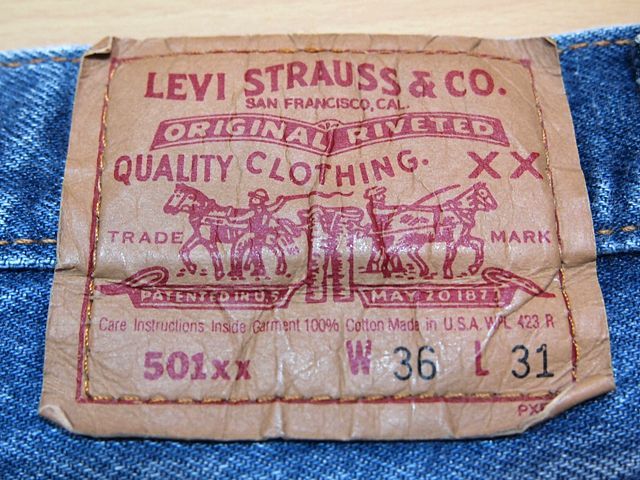 LEVI STRAUSS & CO.
SAN FRANCISCO, CAL.
ORIGINAL RIVETED
QUALITY CLOTHING. XX
TRADE MARK
PATENTED IN U.S. MAY 20 1873
Care Instructions Inside Garment 100% Cotton Made in U.S.A. WPL 423 R
501xx W 36 L 31